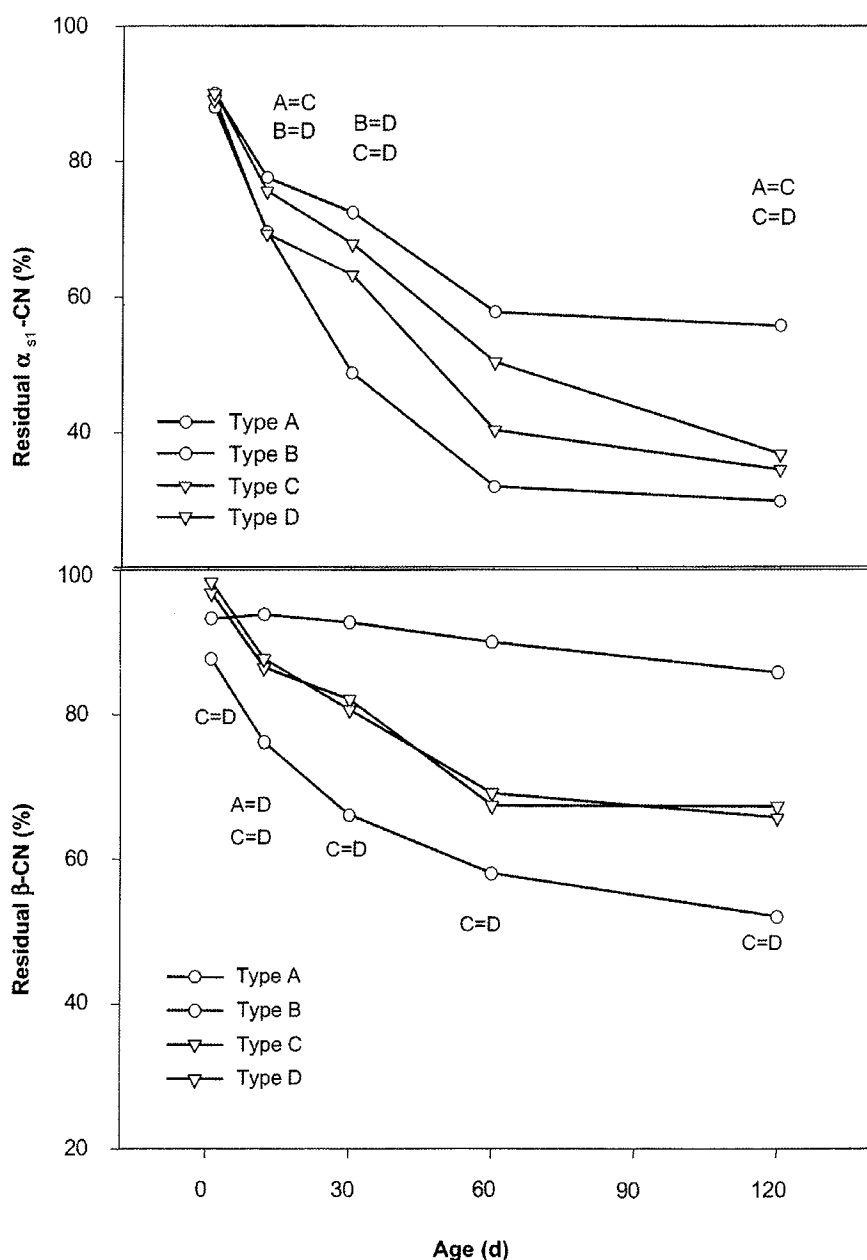 100
A=C
B=D
B=D
C=D
80
A=C
C=D
60
40
Residual α s1-CN (%)
Type A
Type B
Type C
Type D
100
80
C=D
A=D
C=D
C=D
60
C=D
C=D
40
20
Residual β-CN (%)
Type A
Type B
Type C
Type D
0 30 60 90 120
Age (d)